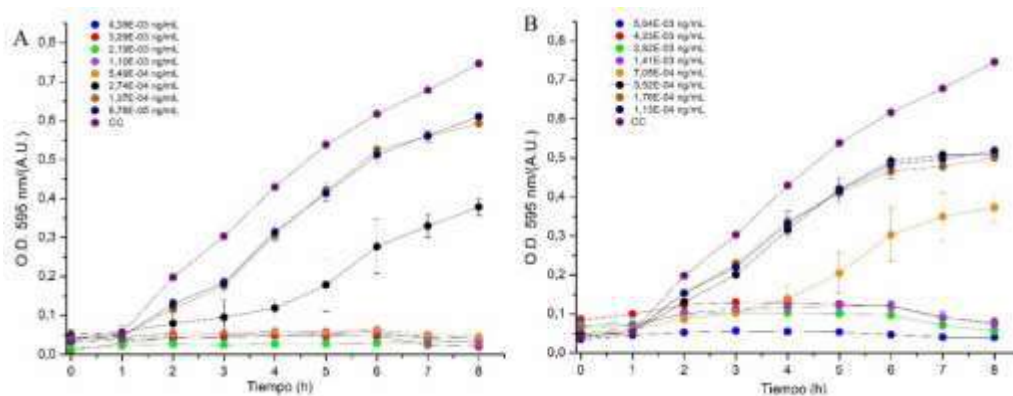 A
4,39E-03 ng/mL
3,29E-03 ng/mL
2,19E-03 ng/mL
1,10E-03 ng/mL
5,49E-04 ng/mL
2,74E-04 ng/mL
1,37E-04 ng/mL
ng/mL
CC
O.D. 595 nm/(A.U.)
0,8
0,7
0,6
0,5
0,4
0,3
0,2
0,1
0,0
0 1 2 3 4 5 6 7 8
Tiempo (h)
B
5,64E-03 ng/mL
4,23E-03 ng/mL
2,82E-03 ng/mL
1,41E-03 ng/mL
7,05E-04 ng/mL
3,52E-04 ng/mL
1,76E-04 ng/mL
ng/mL
CC
O.D. 595 nm/(A.U.)
0,8
0,7
0,6
0,5
0,4
0,3
0,2
0,1
0,0
0 1 2 3 4 5 6 7 8
Tiempo (h)